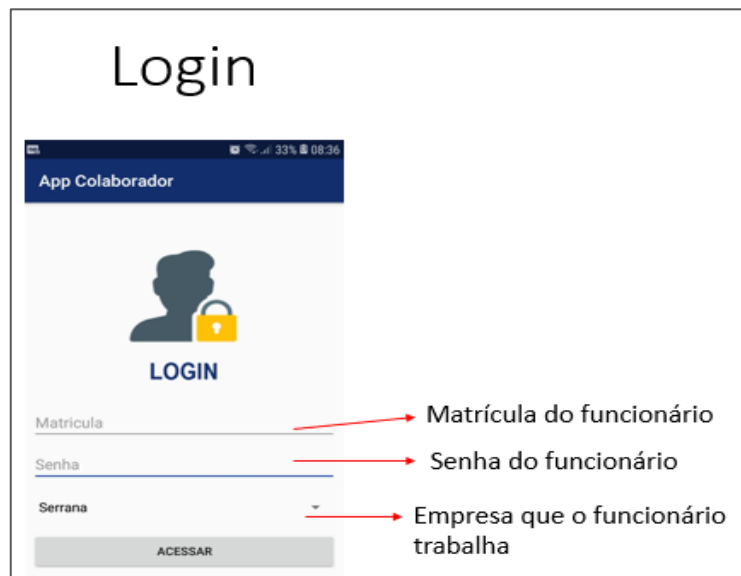 Login
33% 08:36
App Colaborador
LOGIN
Matricula
Matrícula do funcionário
Senha
Senha do funcionário
Serrana
Empresa que o funcionário
trabalha
ACESSAR